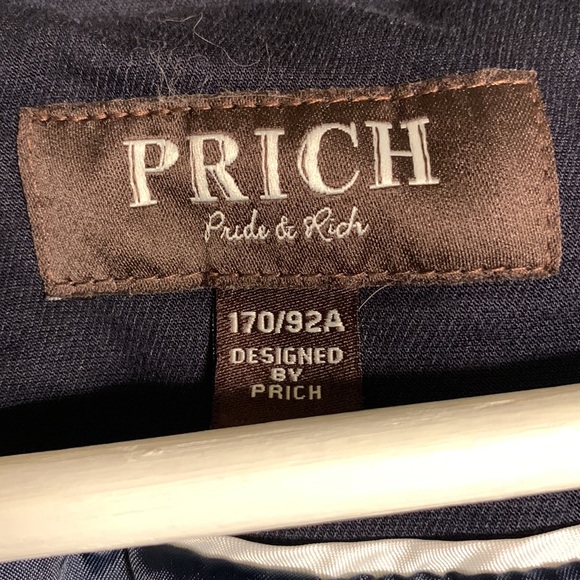 PRICH
Pride & Rich
170/92A
DESIGNED
BY
PRICH